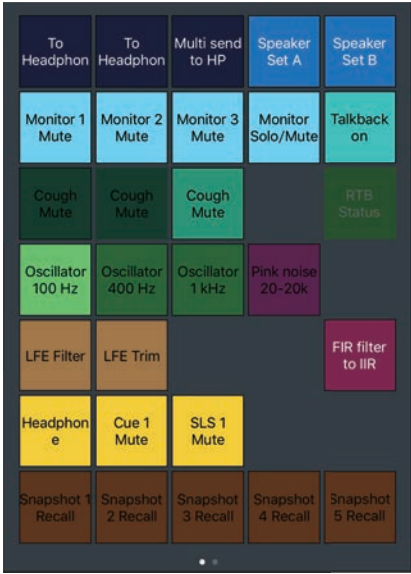 To
Headphon
To
Headphon
Multi send
to HP
Speaker
Set A
Speaker
Set B
Monitor 1
Mute
Monitor 2
Mute
Monitor 3
Mute
Monitor
Solo/Mute
Talkback
on
Cough
Mute
Cough
Mute
Cough
Mute
RTB
Status
Oscillator
100 Hz
Oscillator
400 Hz
Oscillator
1 kHz
Pink noise
20-20k
LFE Filter
LFE Trim
FIR filter
to IIR
Headphon
e
Cue 1
Mute
SLS 1
Mute
Snapshot 1
Recall
Snapshot
2 Recall
Snapshot
3 Recall
Snapshot
4 Recall
Snapshot
5 Recall